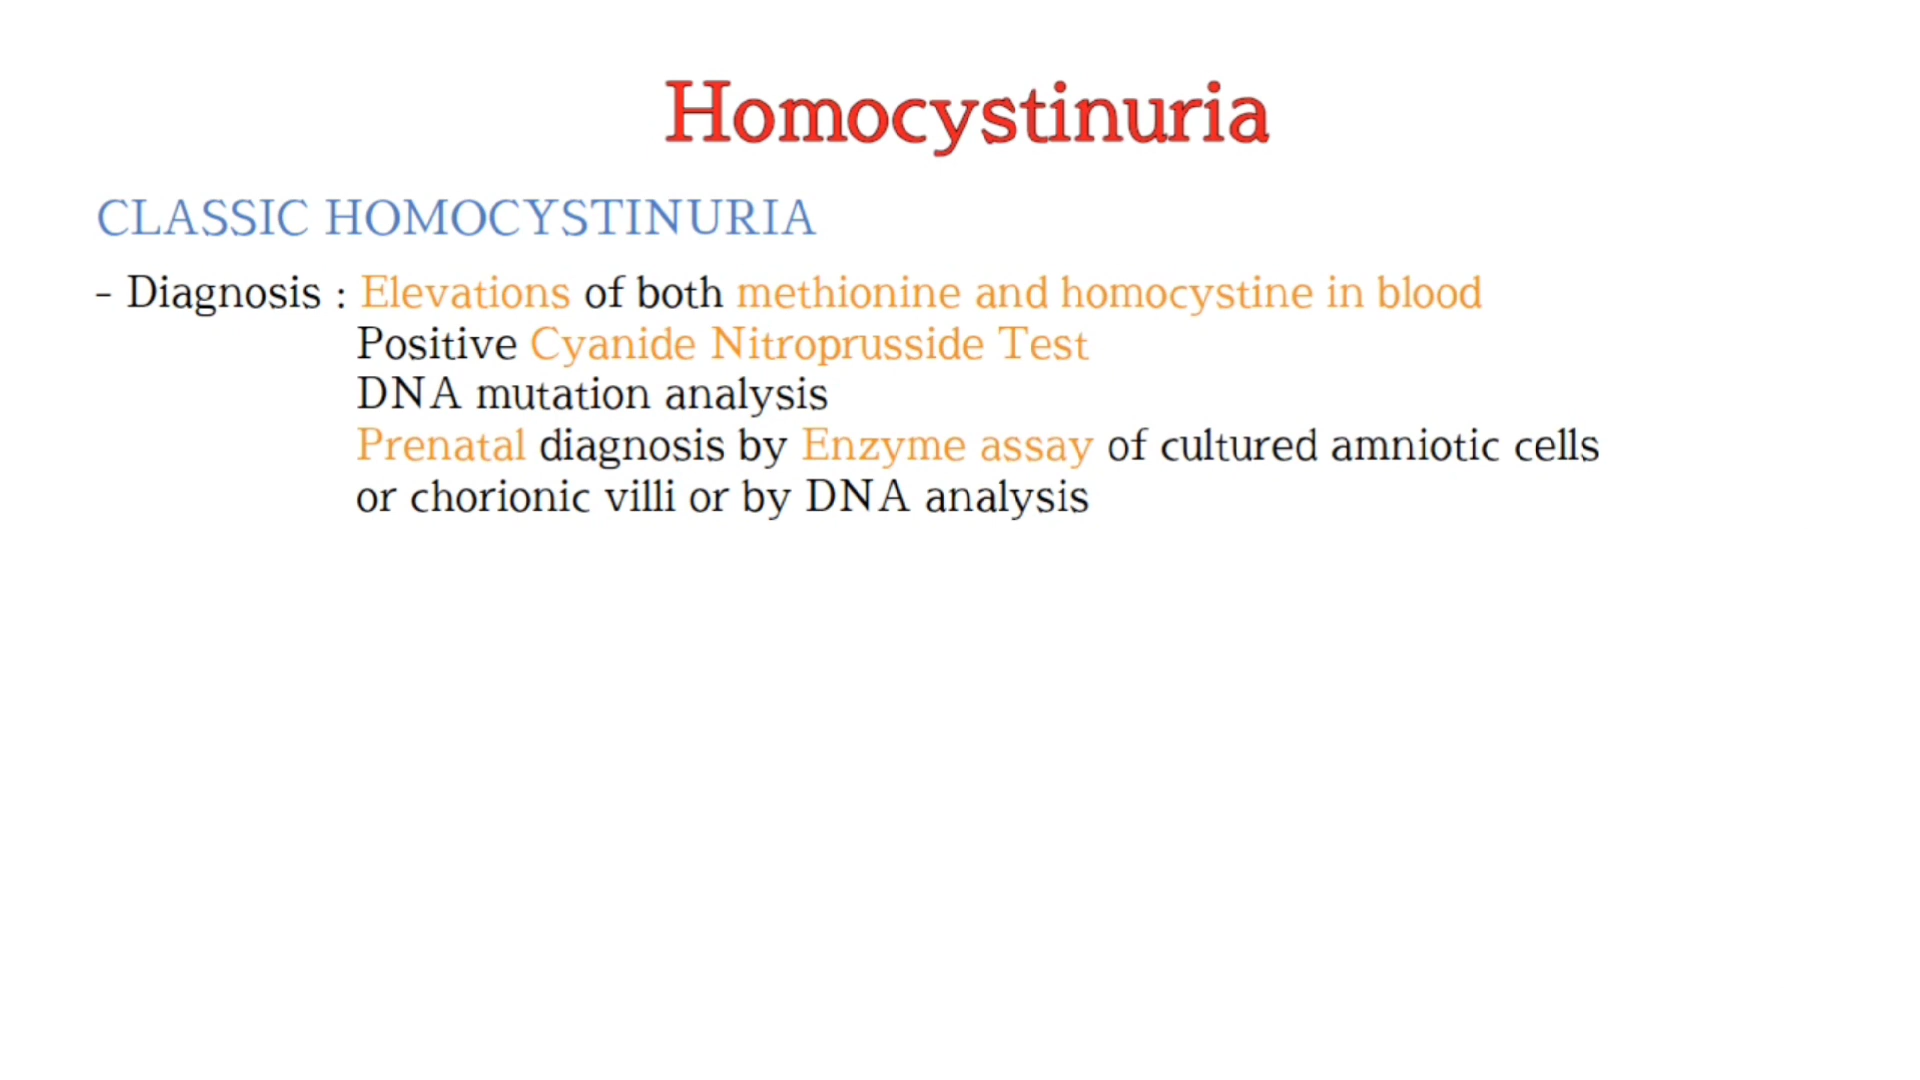 Homocystinuria
CLASSIC HOMOCYSTINURIA
- Diagnosis : Elevations of both methionine and homocystine in blood
Positive Cyanide Nitroprusside Test
DNA mutation analysis
Prenatal diagnosis by Enzyme assay of cultured amniotic cells
or chorionic villi or by DNA analysis